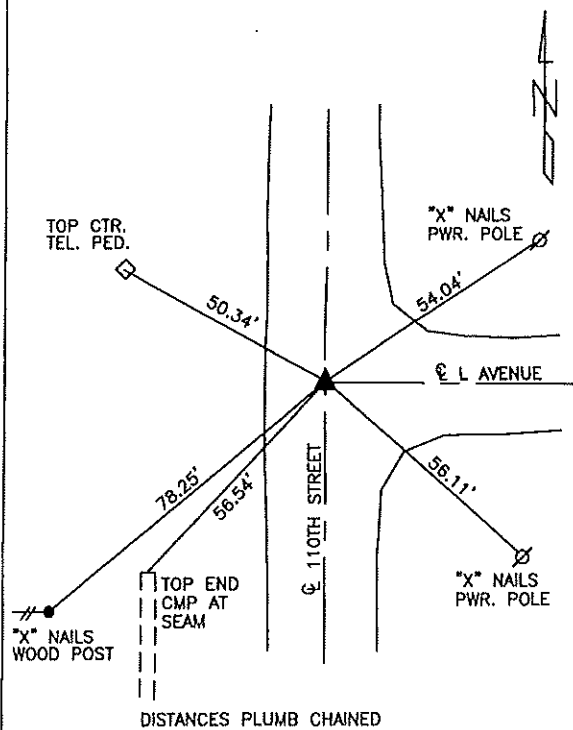 N
TOP CTR.
TEL. PED.
"X" NAILS
PWR. POLE
50.34'
54.04'
℄ L AVENUE
78.25'
56.54'
56.11'
℄ 110TH STREET
"X" NAILS
PWR. POLE
TOP END
CMP AT
SEAM
"X" NAILS
WOOD POST
DISTANCES PLUMB CHAINED